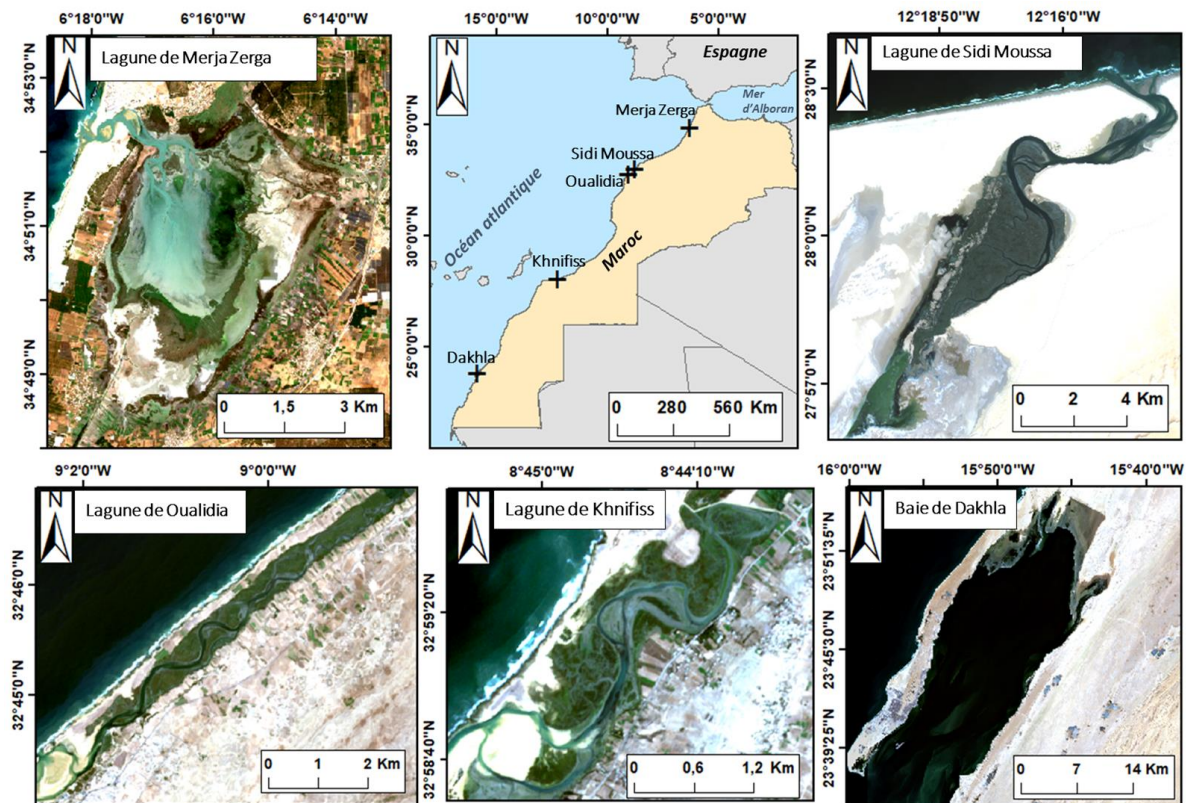 6°18'0"W 6°16'0"W 6°14'0"W
34°53'0"N
34°51'0"N
34°49'0"N
N
Lagune de Merja Zerga
0 1,5 3 Km
15°0'0"W 10°0'0"W 5°0'0"W
35°0'0"N
30°0'0"N
25°0'0"N
N
Espagne
Mer
d'Alboran
Merja Zerga
Sidi Moussa
Oualidia
Océan atlantique
Maroc
Khnifiss
Dakhla
0 280 560 Km
12°18'50"W 12°16'0"W
28°3'0"N
28°0'0"N
27°57'0"N
N
Lagune de Sidi Moussa
0 2 4 Km
9°2'0"W 9°0'0"W
32°46'0"N
32°45'0"N
N
Lagune de Oualidia
0 1 2 Km
8°45'0"W 8°44'10"W
32°59'20"N
32°58'40"N
N
Lagune de Khnifiss
0 0,6 1,2 Km
16°0'0"W 15°50'0"W 15°40'0"W
23°51'35"N
23°45'30"N
23°39'25"N
N
Baie de Dakhla
0 7 14 Km